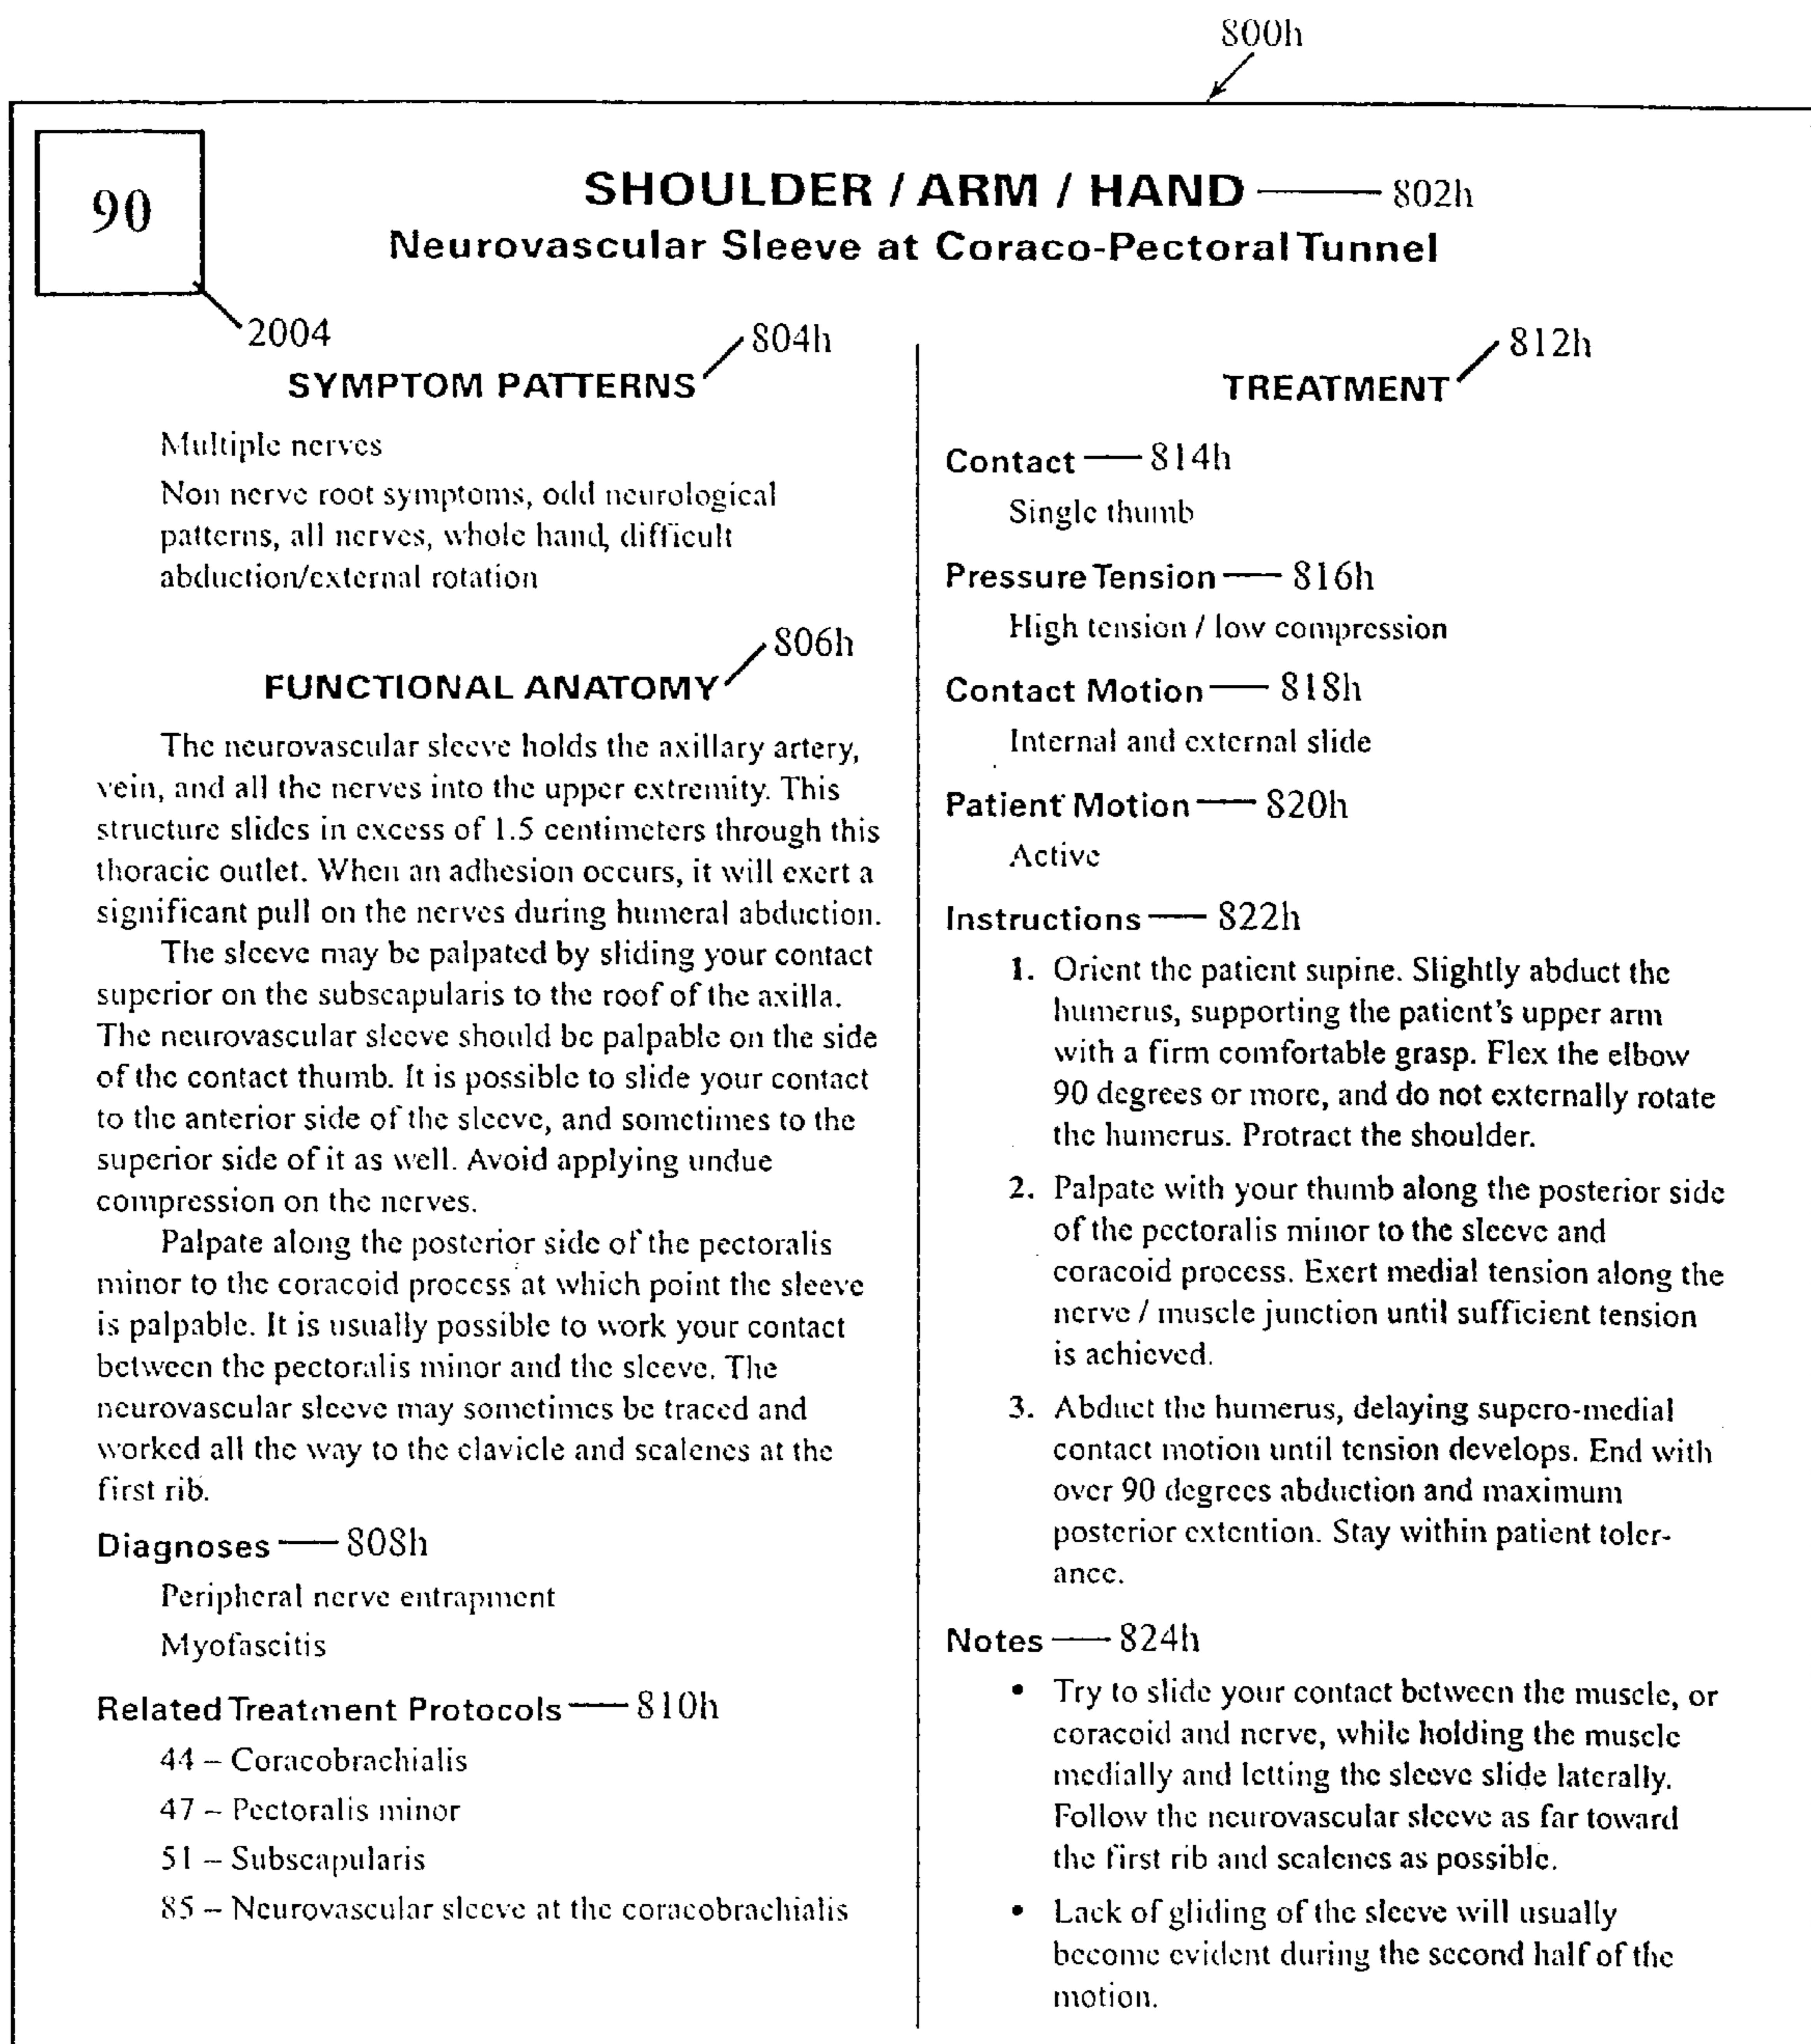 800h
90
SHOULDER / ARM / HAND 802h
Neurovascular Sleeve at Coraco-Pectoral Tunnel
2004
804h
SYMPTOM PATTERNS
Multiple nerves
Non nerve root symptoms, odd neurological
patterns, all nerves, whole hand, difficult
abduction/external rotation
806h
FUNCTIONAL ANATOMY
The neurovascular sleeve holds the axillary artery,
vein, and all the nerves into the upper extremity. This
structure slides in excess of 1.5 centimeters through this
thoracic outlet. When an adhesion occurs, it will exert a
significant pull on the nerves during humeral abduction.
The sleeve may be palpated by sliding your contact
superior on the subscapularis to the roof of the axilla.
The neurovascular sleeve should be palpable on the side
of the contact thumb. It is possible to slide your contact
to the anterior side of the sleeve, and sometimes to the
superior side of it as well. Avoid applying undue
compression on the nerves.
Palpate along the posterior side of the pectoralis
minor to the coracoid process at which point the sleeve
is palpable. It is usually possible to work your contact
between the pectoralis minor and the sleeve. The
neurovascular sleeve may sometimes be traced and
worked all the way to the clavicle and scalenes at the
first rib.
Diagnoses 808h
Peripheral nerve entrapment
Myofascitis
Related Treatment Protocols 810h
44 – Coracobrachialis
47 – Pectoralis minor
51 – Subscapularis
85 – Neurovascular sleeve at the coracobrachialis
812h
TREATMENT
Contact 814h
Single thumb
Pressure Tension 816h
High tension / low compression
Contact Motion 818h
Internal and external slide
Patient Motion 820h
Active
Instructions 822h
1. Orient the patient supine. Slightly abduct the
humerus, supporting the patient's upper arm
with a firm comfortable grasp. Flex the elbow
90 degrees or more, and do not externally rotate
the humerus. Protract the shoulder.
2. Palpate with your thumb along the posterior side
of the pectoralis minor to the sleeve and
coracoid process. Exert medial tension along the
nerve / muscle junction until sufficient tension
is achieved.
3. Abduct the humerus, delaying supero-medial
contact motion until tension develops. End with
over 90 degrees abduction and maximum
posterior extention. Stay within patient toler-
ance.
Notes 824h
• Try to slide your contact between the muscle, or
coracoid and nerve, while holding the muscle
medially and letting the sleeve slide laterally.
Follow the neurovascular sleeve as far toward
the first rib and scalenes as possible.
• Lack of gliding of the sleeve will usually
become evident during the second half of the
motion.